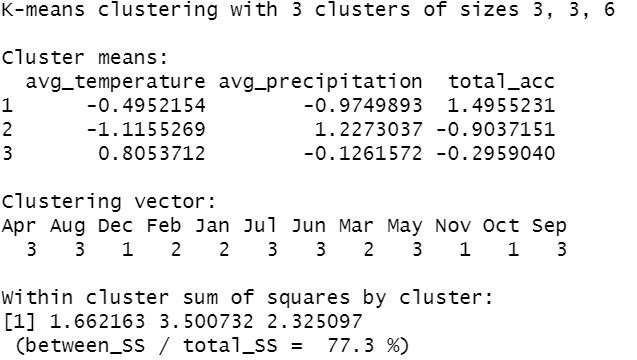 K-means clustering with 3 clusters of sizes 3, 3, 6

Cluster means:
  avg_temperature avg_precipitation  total_acc
1      -0.4952154        -0.9749893  1.4955231
2      -1.1155269         1.2273037 -0.9037151
3       0.8053712        -0.1261572 -0.2959040

Clustering vector:
Apr Aug Dec Feb Jan Jul Jun Mar May Nov Oct Sep
  3   3   1   2   2   3   3   2   3   1   1   3

Within cluster sum of squares by cluster:
[1] 1.662163 3.500732 2.325097
 (between_SS / total_SS =  77.3 %)